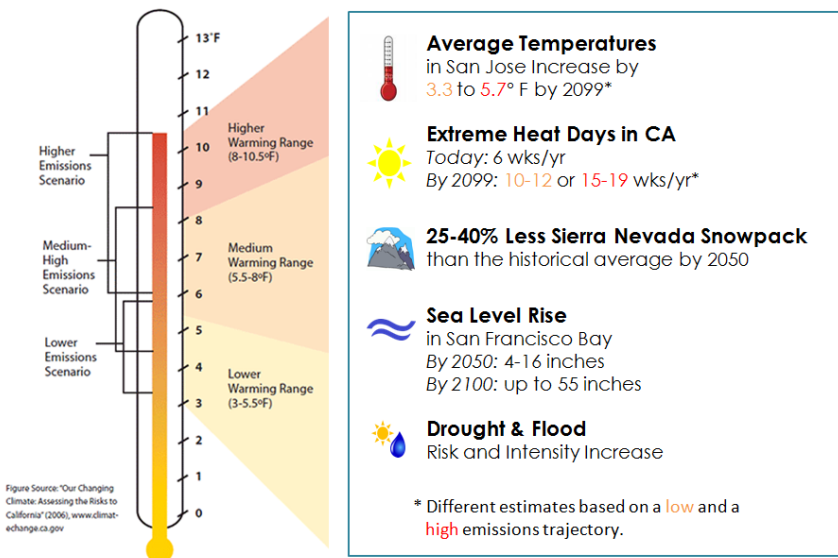 13°F
12
11
10
9
8
7
6
5
4
3
2
1
0
Higher
Emissions
Scenario
Medium-
High
Emissions
Scenario
Lower
Emissions
Scenario
Higher
Warming Range
(8-10.5ºF)
Medium
Warming Range
(5.5-8ºF)
Lower
Warming Range
(3-5.5ºF)
Figure Source: "Our Changing
Climate: Assessing the Risks to
California" (2006), www.climat-
echange.ca.gov
Average Temperatures
in San Jose Increase by
3.3 to 5.7° F by 2099*
Extreme Heat Days in CA
Today: 6 wks/yr
By 2099: 10-12 or 15-19 wks/yr*
25-40% Less Sierra Nevada Snowpack
than the historical average by 2050
Sea Level Rise
in San Francisco Bay
By 2050: 4-16 inches
By 2100: up to 55 inches
Drought & Flood
Risk and Intensity Increase
* Different estimates based on a low and a
high emissions trajectory.